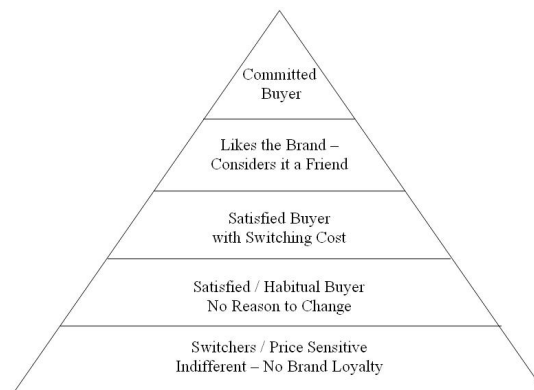 Committed
Buyer
Likes the Brand –
Considers it a Friend
Satisfied Buyer
with Switching Cost
Satisfied / Habitual Buyer
No Reason to Change
Switchers / Price Sensitive
Indifferent – No Brand Loyalty